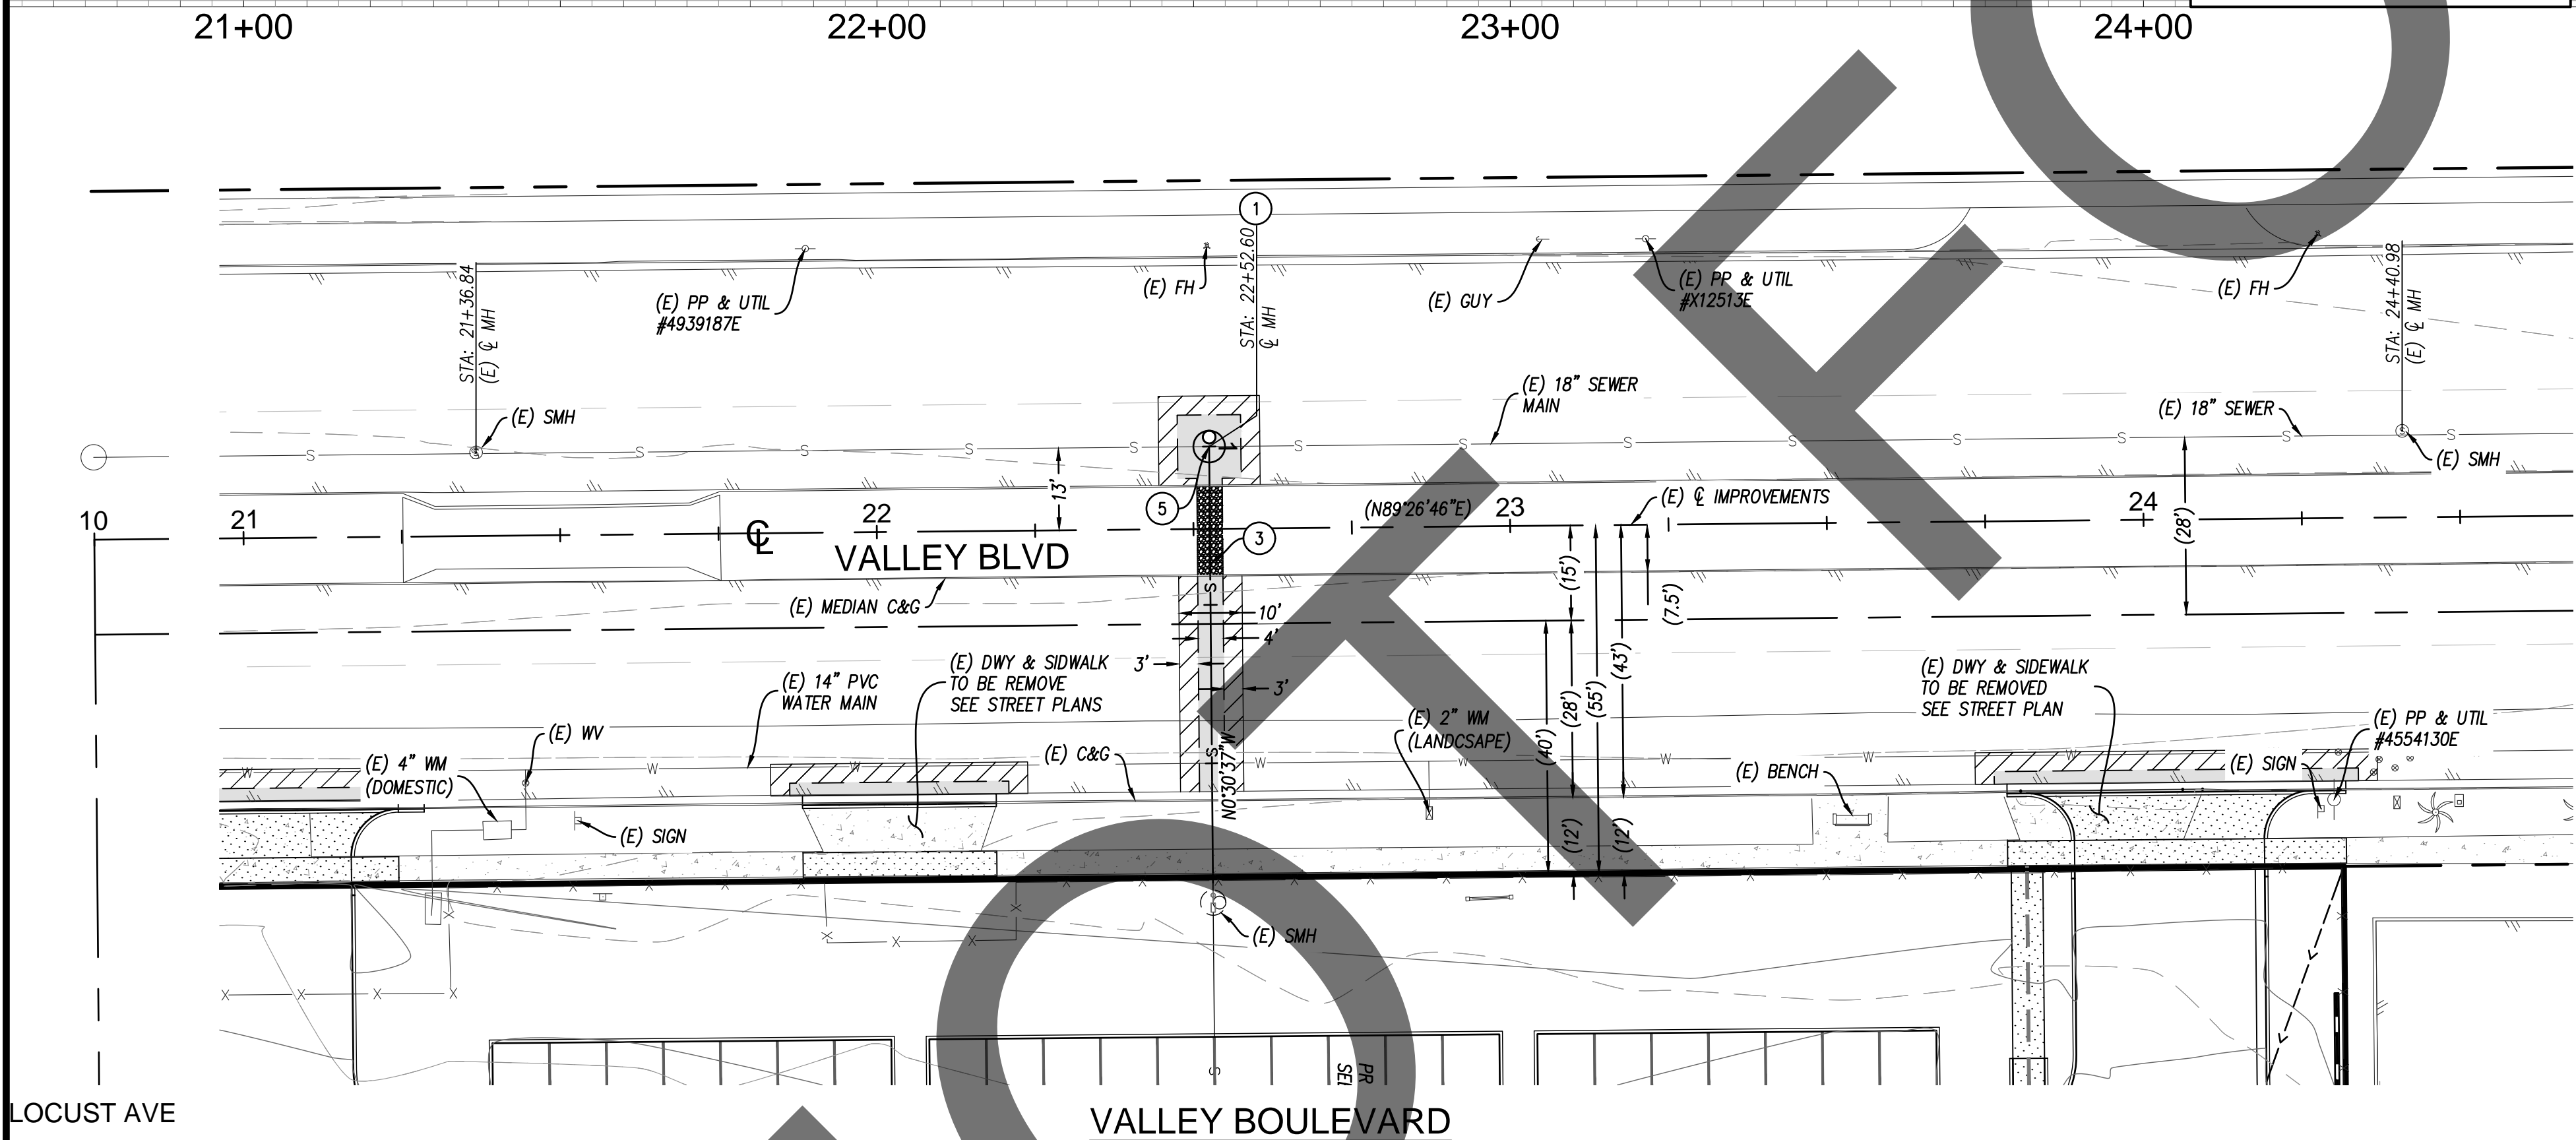 21+00
22+00
23+00
24+00
1
STA: 21+36.84
(E) ℄ MH
(E) PP & UTIL
#4939187E
(E) FH
STA: 22+52.60
℄ MH
(E) GUY
(E) PP & UTIL
#X12513E
(E) FH
STA: 24+40.98
(E) ℄ MH
(E) SMH
(E) 18" SEWER
MAIN
(E) 18" SEWER
(E) SMH
S S S S S S S S S S S S S
13'
5
3
10
21
22
23
24
℄
VALLEY BLVD
(N89°26'46"E)
(E) ℄ IMPROVEMENTS
(28')
(E) MEDIAN C&G
S
10'
4'
3'
3'
(15')
(7.5')
(43')
(28')
(55')
(40')
(12')
(12')
(E) DWY & SIDWALK
TO BE REMOVE
SEE STREET PLANS
(E) 14" PVC
WATER MAIN
(E) WV
(E) 4" WM
(DOMESTIC)
(E) C&G
S
N0°30'37"W
(E) 2" WM
(LANDCSAPE)
(E) DWY & SIDEWALK
TO BE REMOVED
SEE STREET PLAN
(E) PP & UTIL
#4554130E
(E) SIGN
(E) BENCH
W W W W W W W
(E) SIGN
(E) SMH
S
PR
SE
LOCUST AVE
VALLEY BOULEVARD